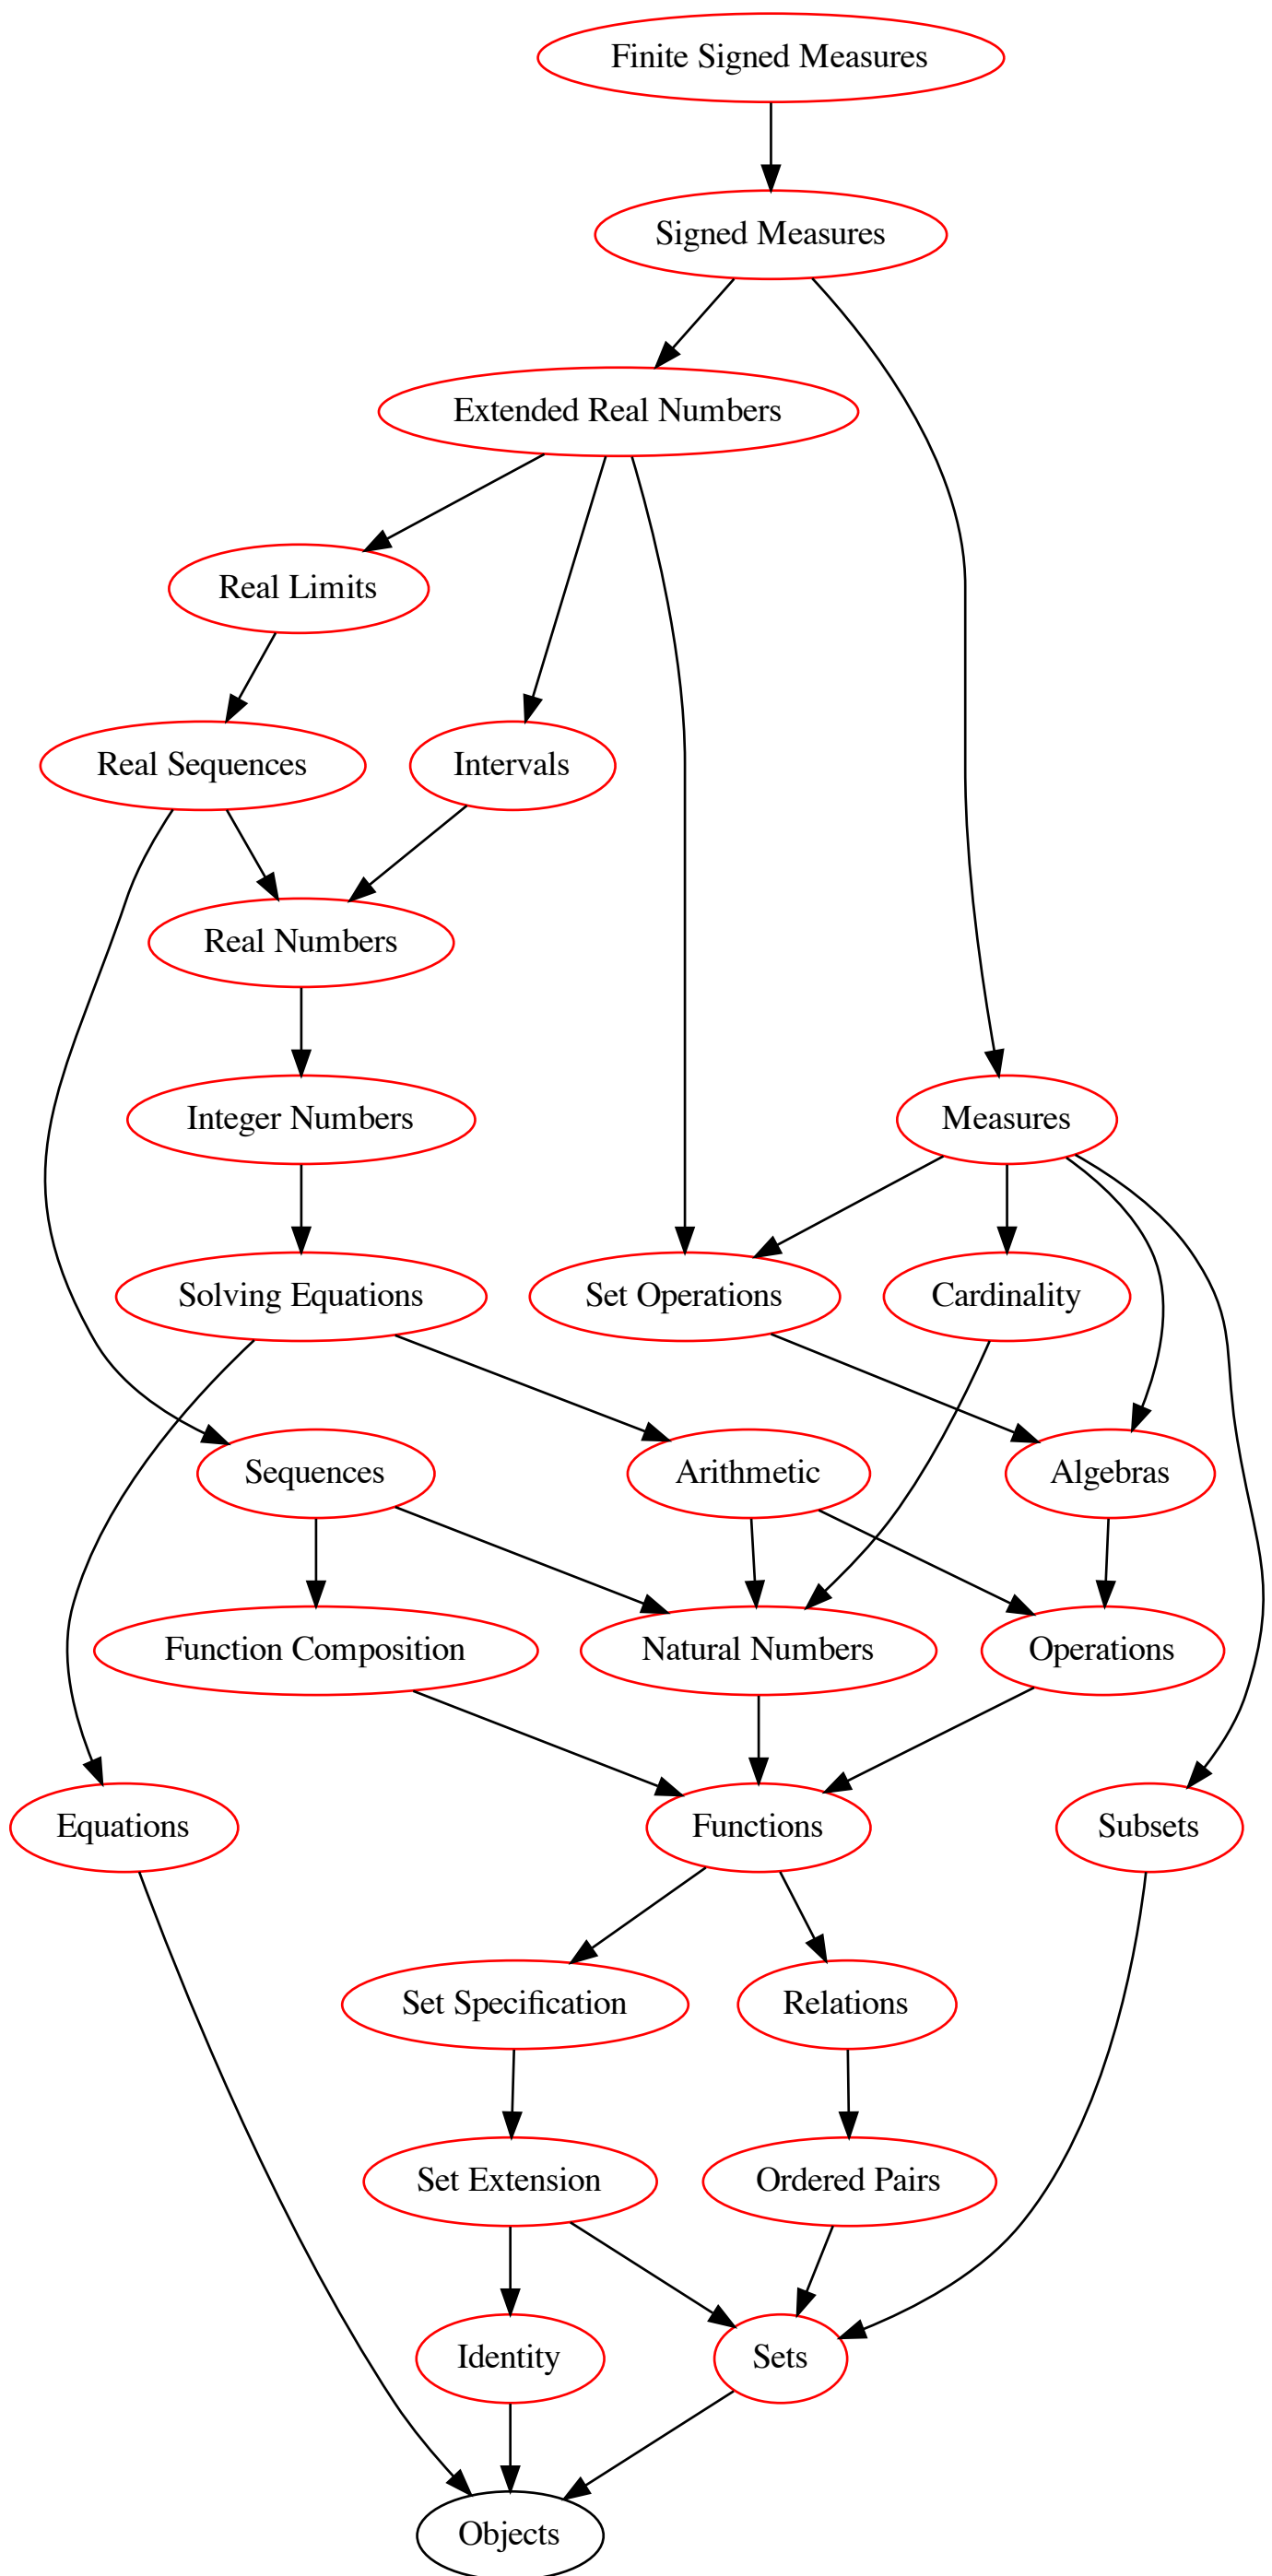 Finite Signed Measures
Signed Measures
Extended Real Numbers
Real Limits
Real Sequences
Intervals
Real Numbers
Integer Numbers
Measures
Solving Equations
Set Operations
Cardinality
Sequences
Arithmetic
Algebras
Function Composition
Natural Numbers
Operations
Equations
Functions
Subsets
Set Specification
Relations
Set Extension
Ordered Pairs
Identity
Sets
Objects